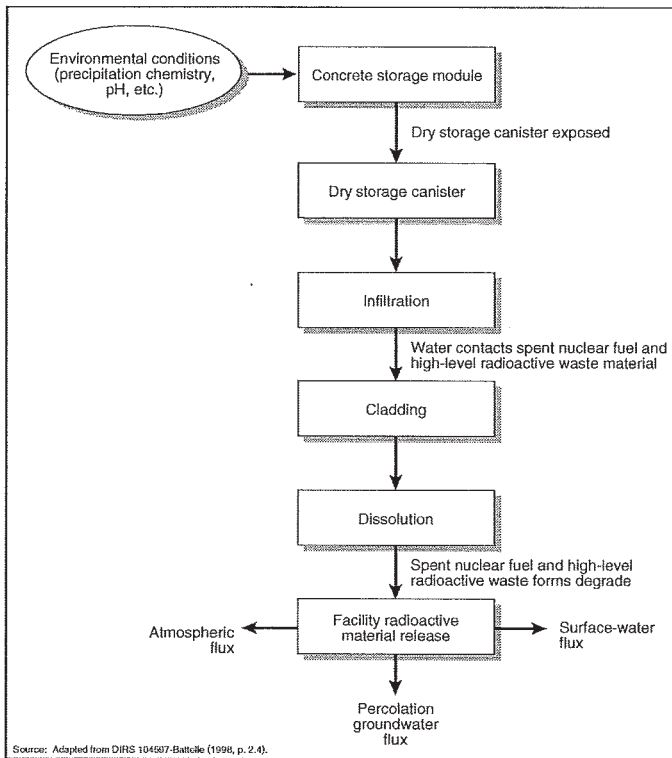 Environmental conditions
(precipitation chemistry,
pH, etc.)
Concrete storage module
Dry storage canister exposed
Dry storage canister
Infiltration
Water contacts spent nuclear fuel and
high-level radioactive waste material
Cladding
Dissolution
Spent nuclear fuel and high-level
radioactive waste forms degrade
Facility radioactive
material release
Atmospheric
flux
Surface-water
flux
Percolation
groundwater
flux
Source: Adapted from DIRS 104597-Battelle (1998, p. 2.4).